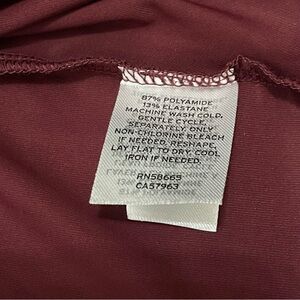 87% POLYAMIDE
13% ELASTANE
MACHINE WASH COLD,
GENTLE CYCLE,
SEPARATELY. ONLY
NON-CHLORINE BLEACH
IF NEEDED. RESHAPE,
LAY FLAT TO DRY. COOL
IRON IF NEEDED.
RN58665
CA57963